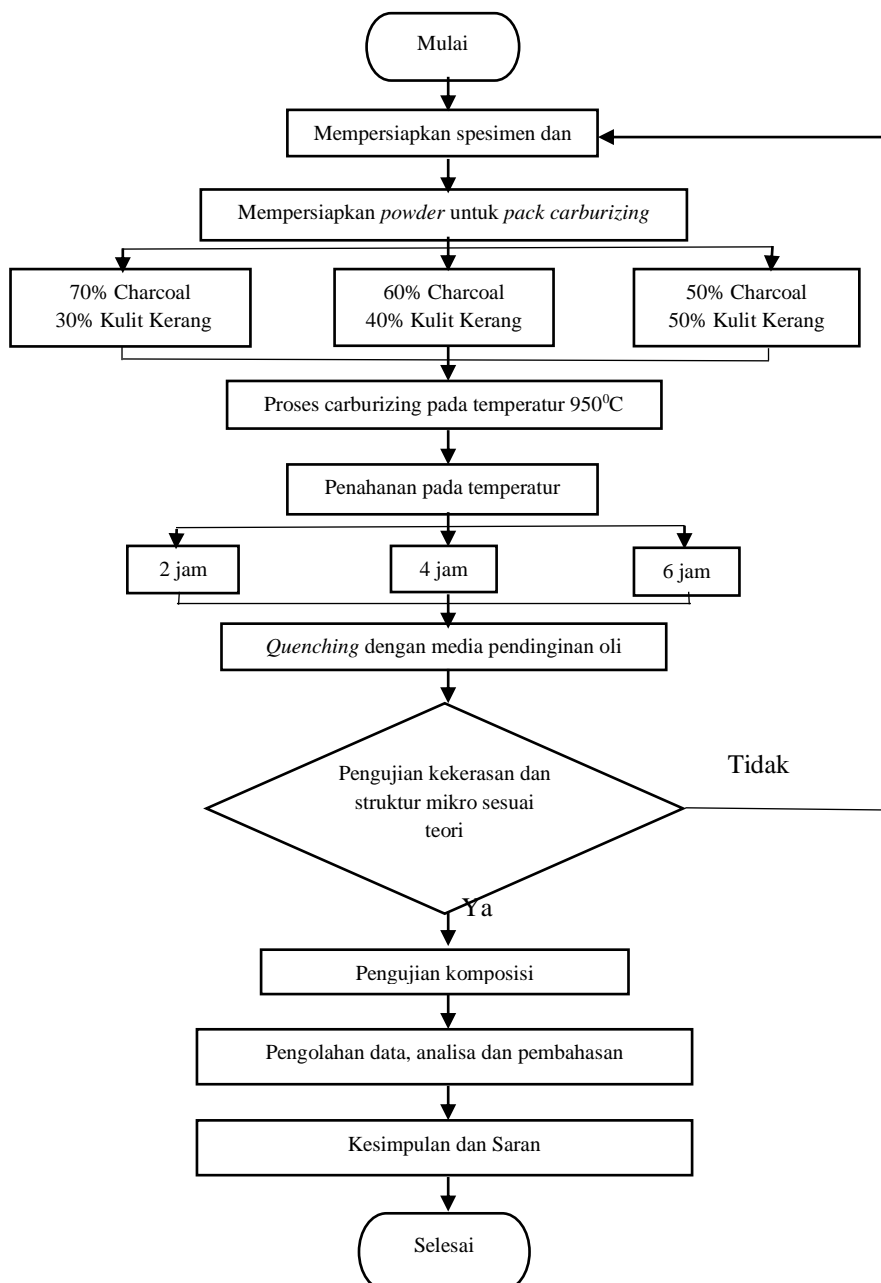 Mulai
Mempersiapkan spesimen dan
Mempersiapkan powder untuk pack carburizing
70% Charcoal
30% Kulit Kerang
60% Charcoal
40% Kulit Kerang
50% Charcoal
50% Kulit Kerang
Proses carburizing pada temperatur 950⁰C
Penahanan pada temperatur
2 jam
4 jam
6 jam
Quenching dengan media pendinginan oli
Pengujian kekerasan dan
struktur mikro sesuai
teori
Tidak
Ya
Pengujian komposisi
Pengolahan data, analisa dan pembahasan
Kesimpulan dan Saran
Selesai